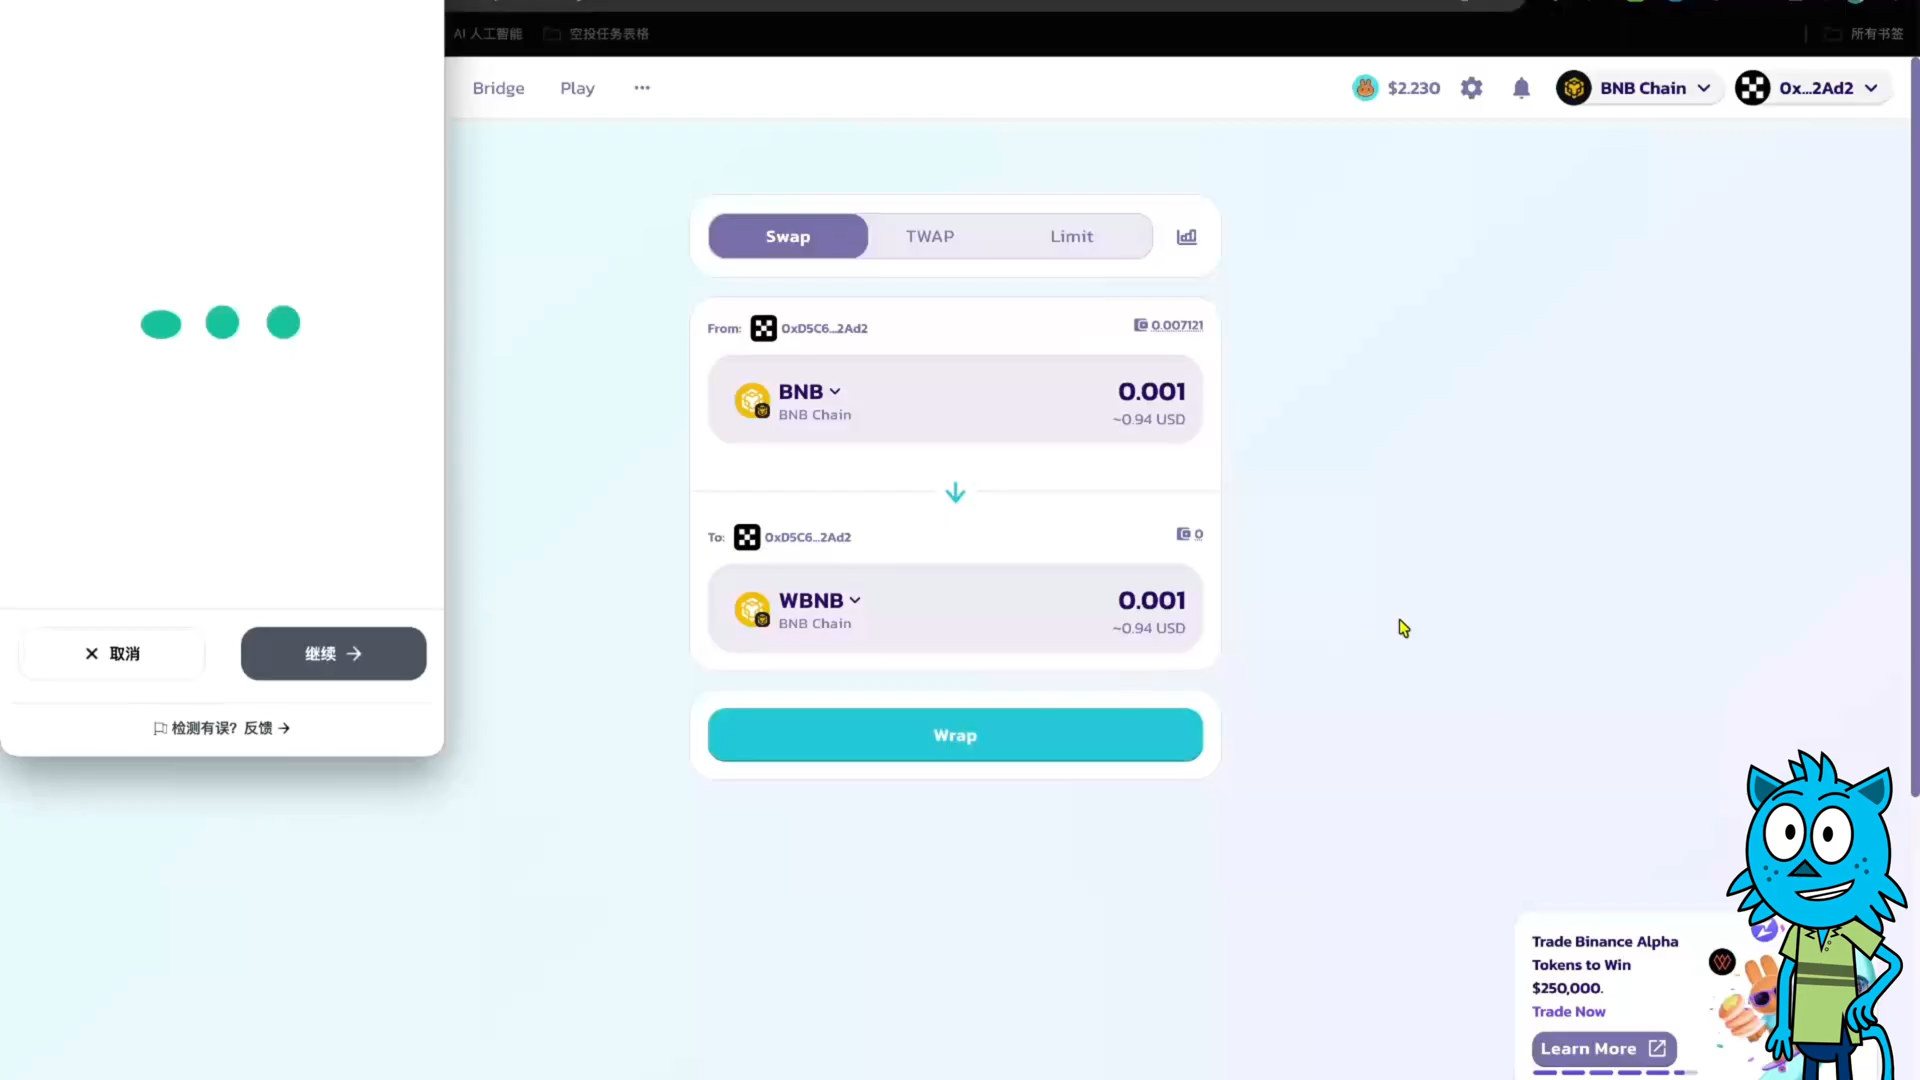 AI 人工智能
空投任务表格
所有书签
Bridge
Play
$2.230
BNB Chain
0x...2Ad2
Swap
TWAP
Limit
From:
0xD5C6...2Ad2
0.007121
BNB
0.001
BNB Chain
~0.94 USD
To:
0xD5C6...2Ad2
0
WBNB
0.001
BNB Chain
~0.94 USD
Wrap
取消
继续
检测有误? 反馈
Trade Binance Alpha
Tokens to Win
$250,000.
Trade Now
Learn More